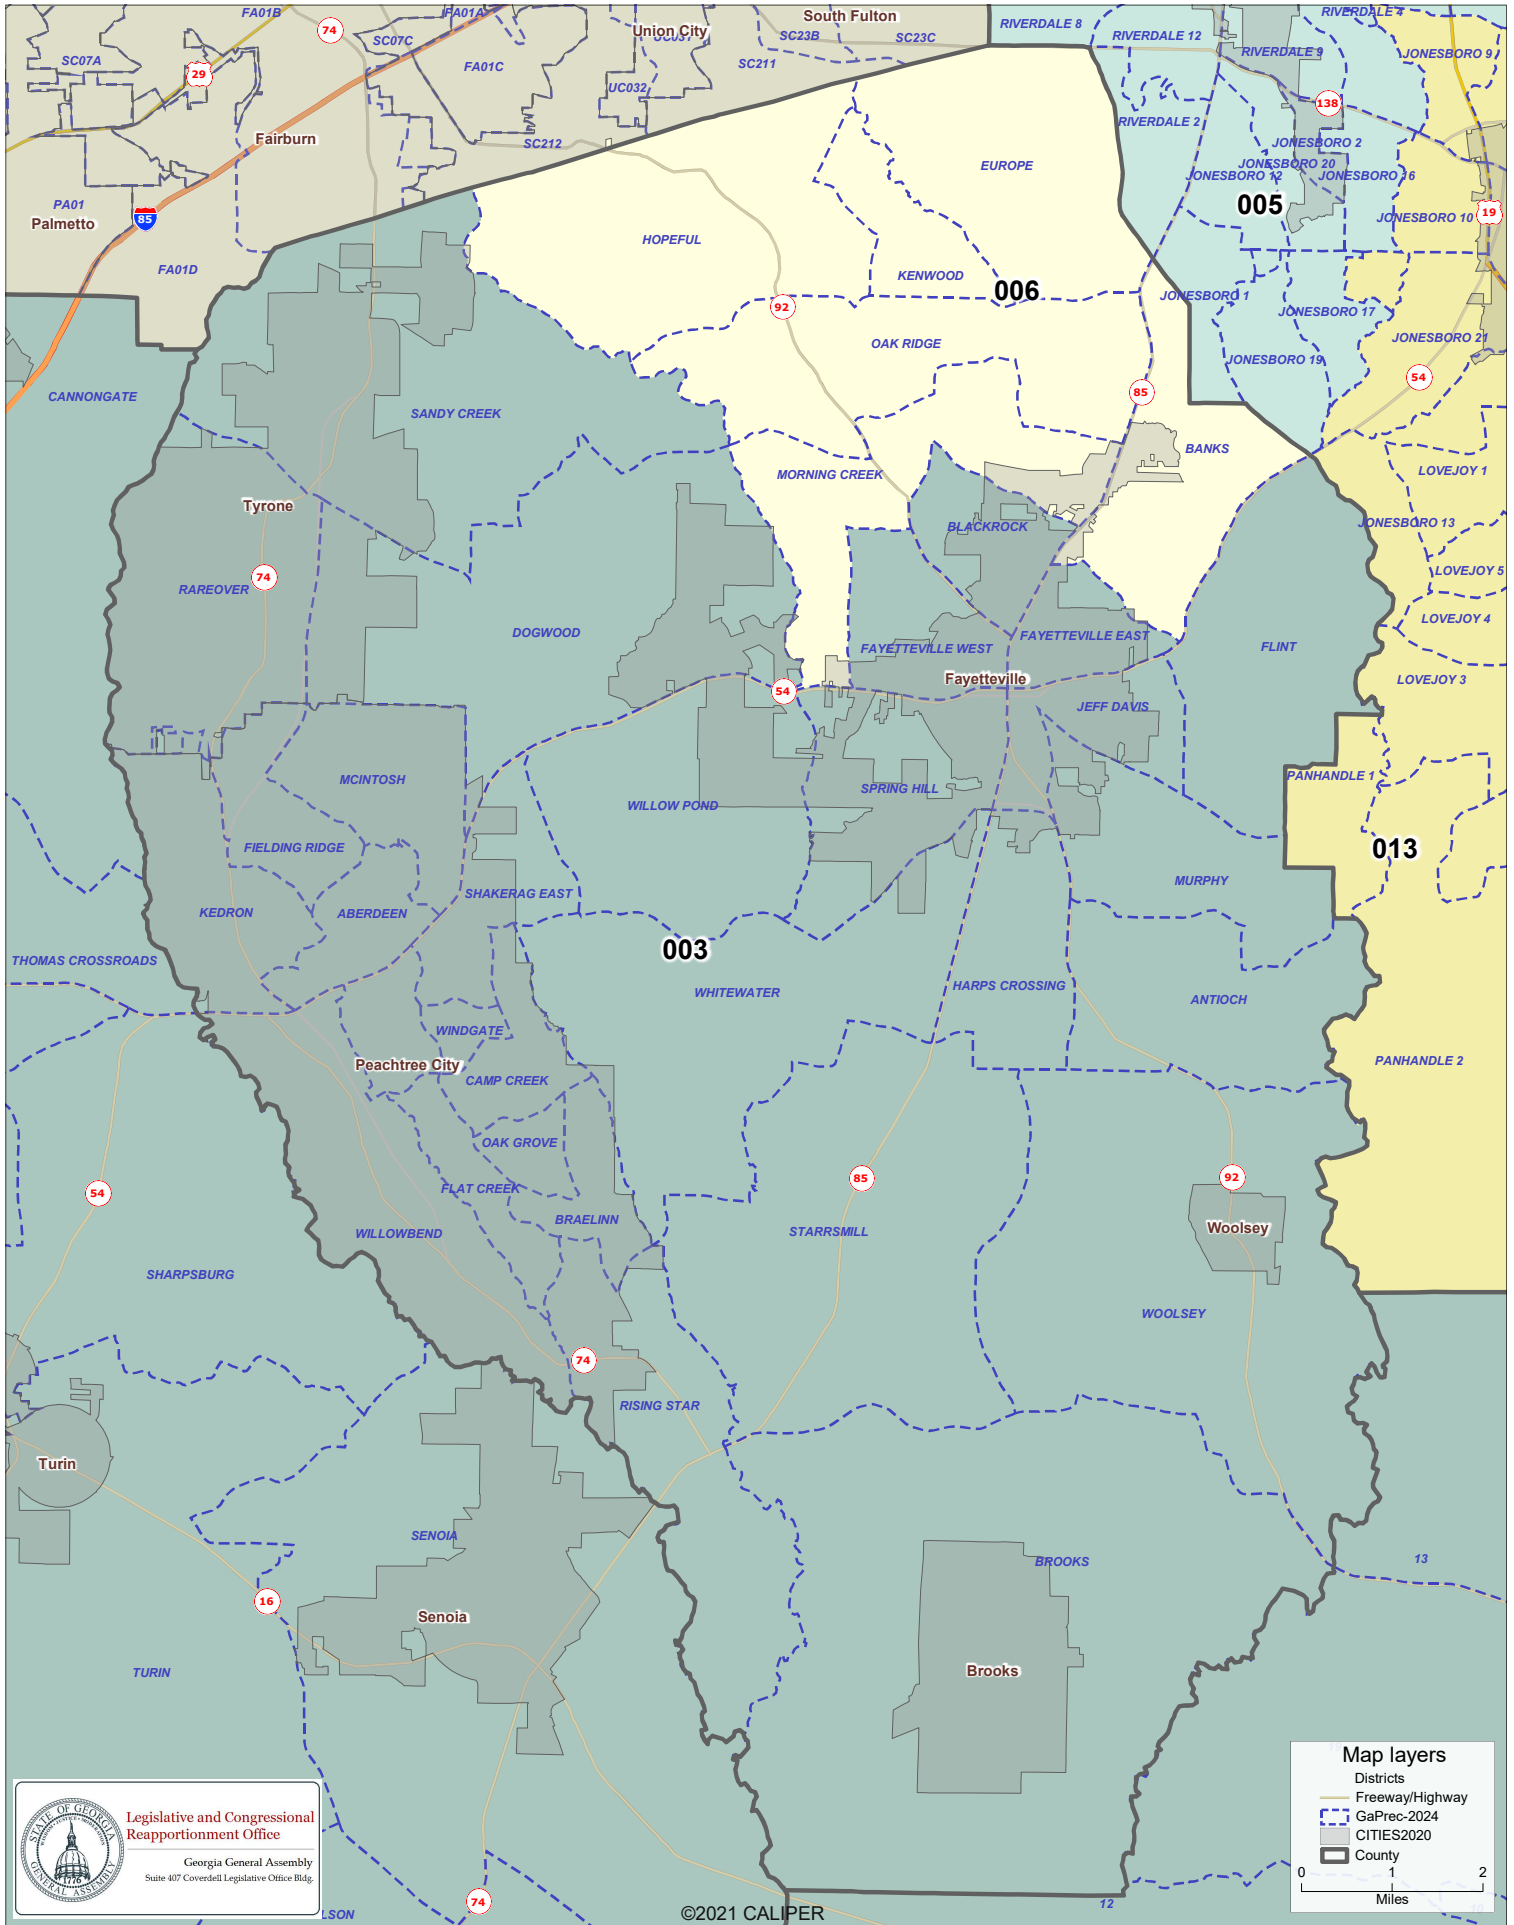 FA01B
FA01A
74
SC07C
SC07A
29
FA01C
Union City
UC031
UC032
South Fulton
SC23B
SC23C
SC211
SC212
RIVERDALE 8
RIVERDALE 12
RIVERDALE 4
RIVERDALE 9
JONESBORO 9
138
RIVERDALE 2
Fairburn
JONESBORO 2
JONESBORO 20
JONESBORO 12
JONESBORO 16
EUROPE
PA01
Palmetto
85
005
JONESBORO 10
19
HOPEFUL
FA01D
KENWOOD
006
JONESBORO 1
92
JONESBORO 17
OAK RIDGE
JONESBORO 21
JONESBORO 19
54
85
CANNONGATE
SANDY CREEK
BANKS
MORNING CREEK
LOVEJOY 1
Tyrone
BLACKROCK
JONESBORO 13
74
RAREOVER
LOVEJOY 5
LOVEJOY 4
DOGWOOD
FAYETTEVILLE EAST
FAYETTEVILLE WEST
FLINT
Fayetteville
LOVEJOY 3
54
JEFF DAVIS
MCINTOSH
PANHANDLE 1
SPRING HILL
WILLOW POND
FIELDING RIDGE
013
MURPHY
SHAKERAG EAST
KEDRON
ABERDEEN
003
THOMAS CROSSROADS
WHITEWATER
HARPS CROSSING
ANTIOCH
WINDGATE
Peachtree City
PANHANDLE 2
CAMP CREEK
OAK GROVE
54
85
92
FLAT CREEK
BRAELINN
WILLOWBEND
STARRSMILL
Woolsey
SHARPSBURG
WOOLSEY
74
RISING STAR
Turin
SENOIA
BROOKS
13
16
Senoia
TURIN
Brooks
Map layers
Districts
Freeway/Highway
GaPrec-2024
CITIES2020
County
0 1 2
Miles
STATE OF GEORGIA
GENERAL ASSEMBLY
1776
Legislative and Congressional
Reapportionment Office
Georgia General Assembly
Suite 407 Coverdell Legislative Office Bldg.
LSON
74
©2021 CALIPER
12